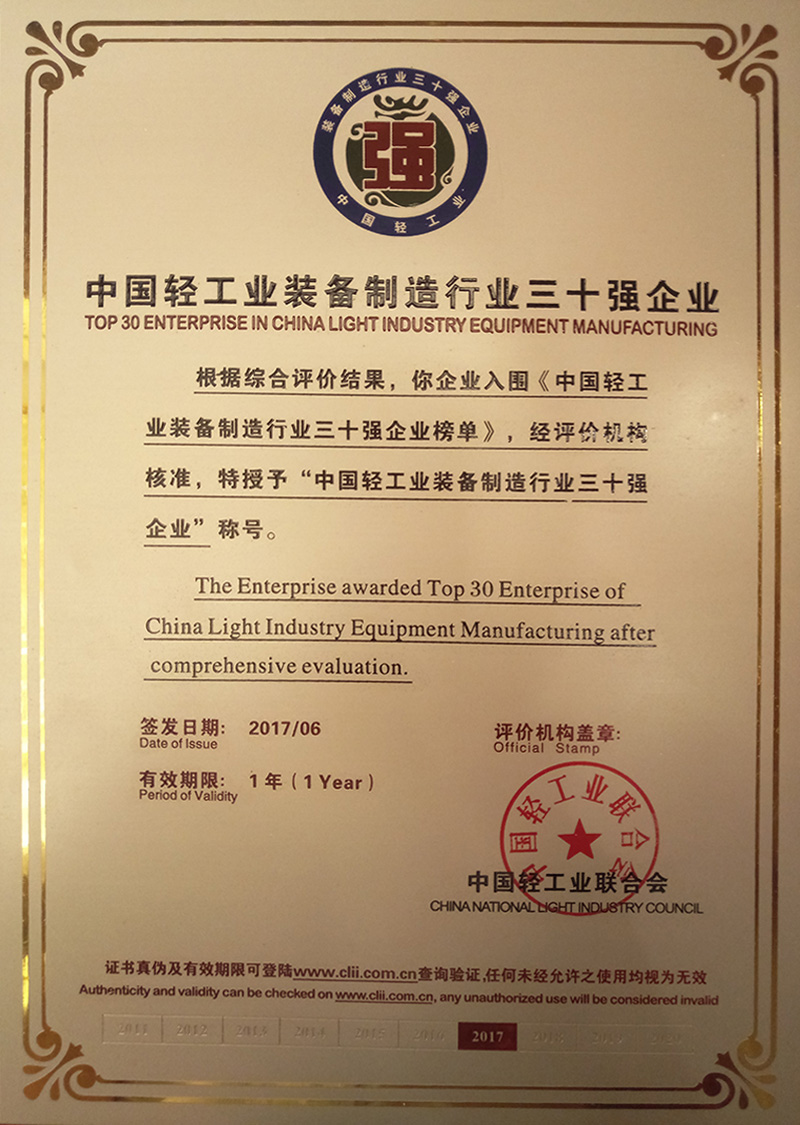 装备制造行业三十强企业
强
中国轻工业
中国轻工业装备制造行业三十强企业
TOP 30 ENTERPRISE IN CHINA LIGHT INDUSTRY EQUIPMENT MANUFACTURING
根据综合评价结果，你企业入围《中国轻工
业装备制造行业三十强企业榜单》，经评价机构
核准，特授予“中国轻工业装备制造行业三十强
企业”称号。
The Enterprise awarded Top 30 Enterprise of
China Light Industry Equipment Manufacturing after
comprehensive evaluation.
签发日期: 2017/06
Date of Issue
有效期限: 1 年（1 Year）
Period of Validity
评价机构盖章:
Official Stamp
中国轻工业联合会
中国轻工业联合会
CHINA NATIONAL LIGHT INDUSTRY COUNCIL
证书真伪及有效期限可登陆www.clii.com.cn查询验证,任何未经允许之使用均视为无效
Authenticity and validity can be checked on www.clii.com.cn, any unauthorized use will be considered invalid
2011 2012 2013 2014 2015 2016 2017 2018 2019 2020